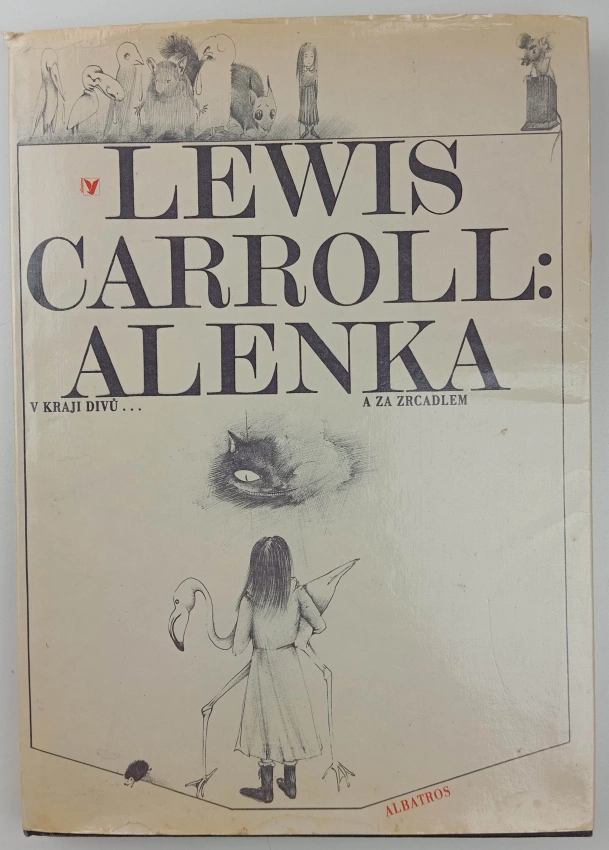 LEWIS
CARROLL:
ALENKA
V KRAJI DIVŮ... A ZA ZRCADLEM
ALBATROS